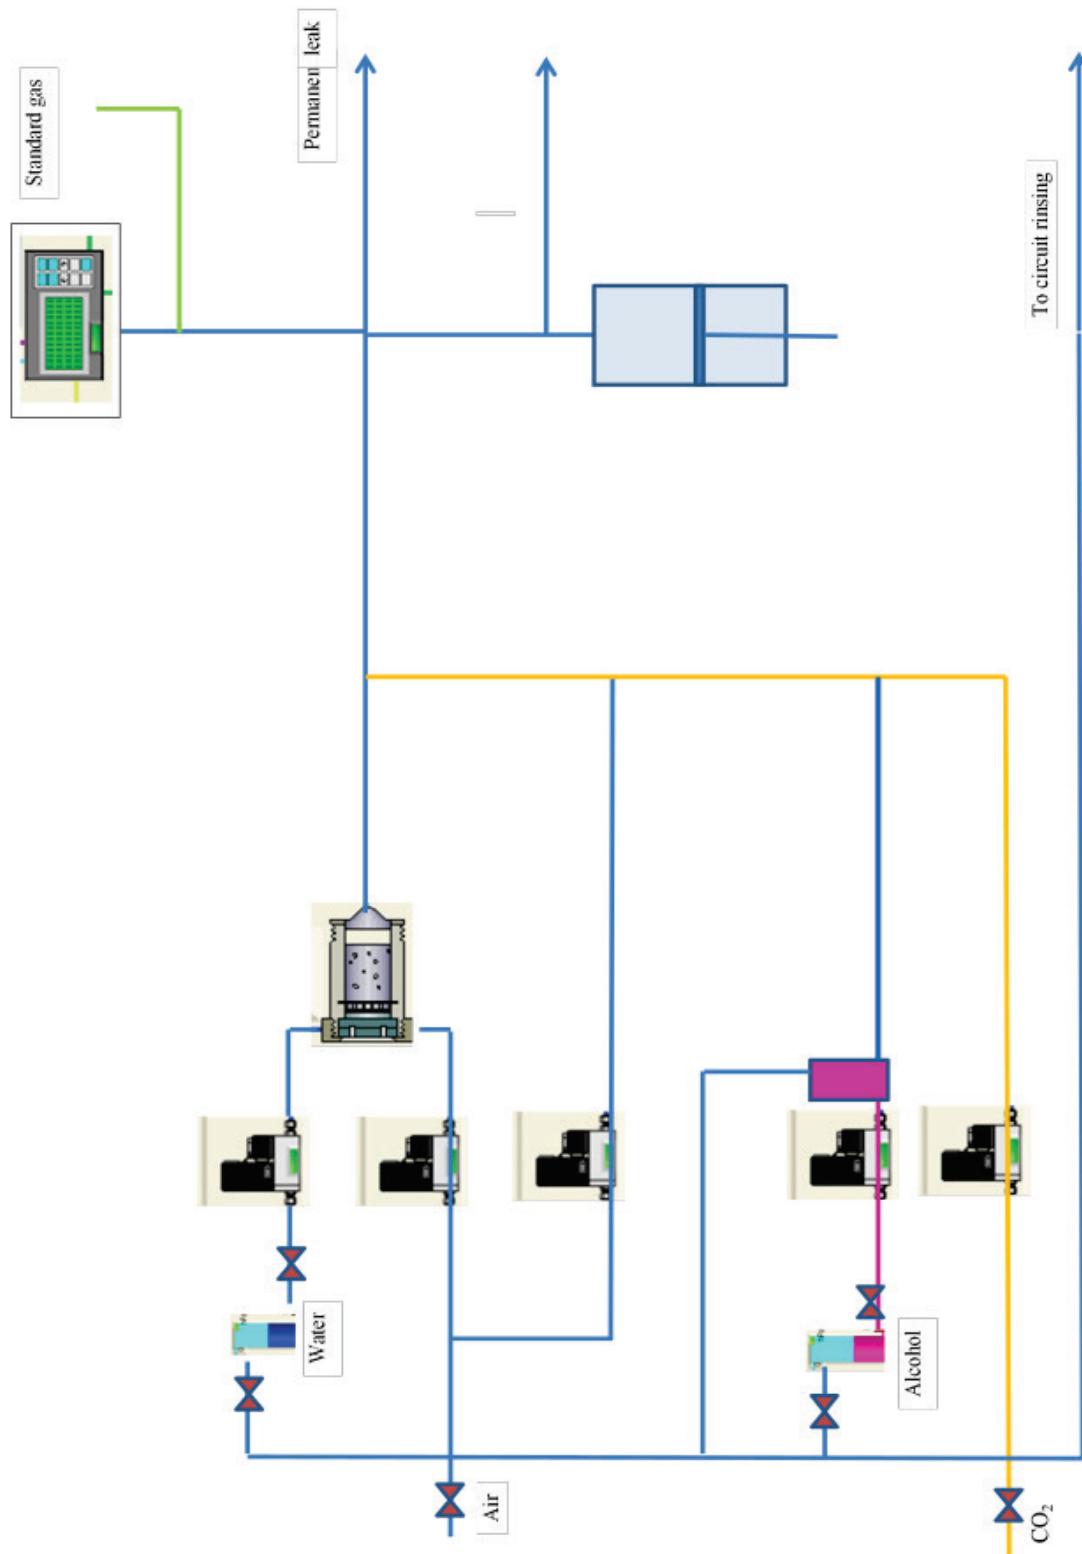 Standard gas
Permanen leak
To circuit rinsing
Water
Alcohol
Air
CO₂